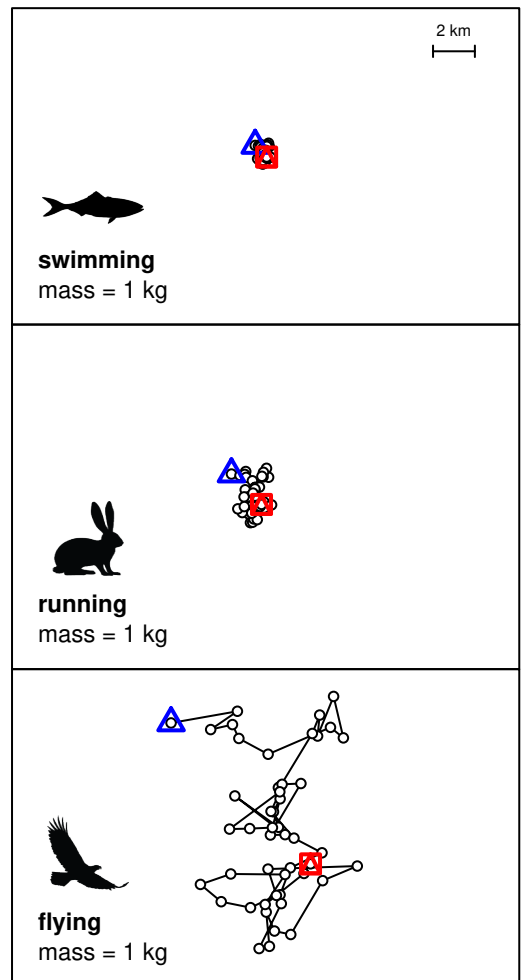 2 km
swimming
mass = 1 kg
running
mass = 1 kg
flying
mass = 1 kg